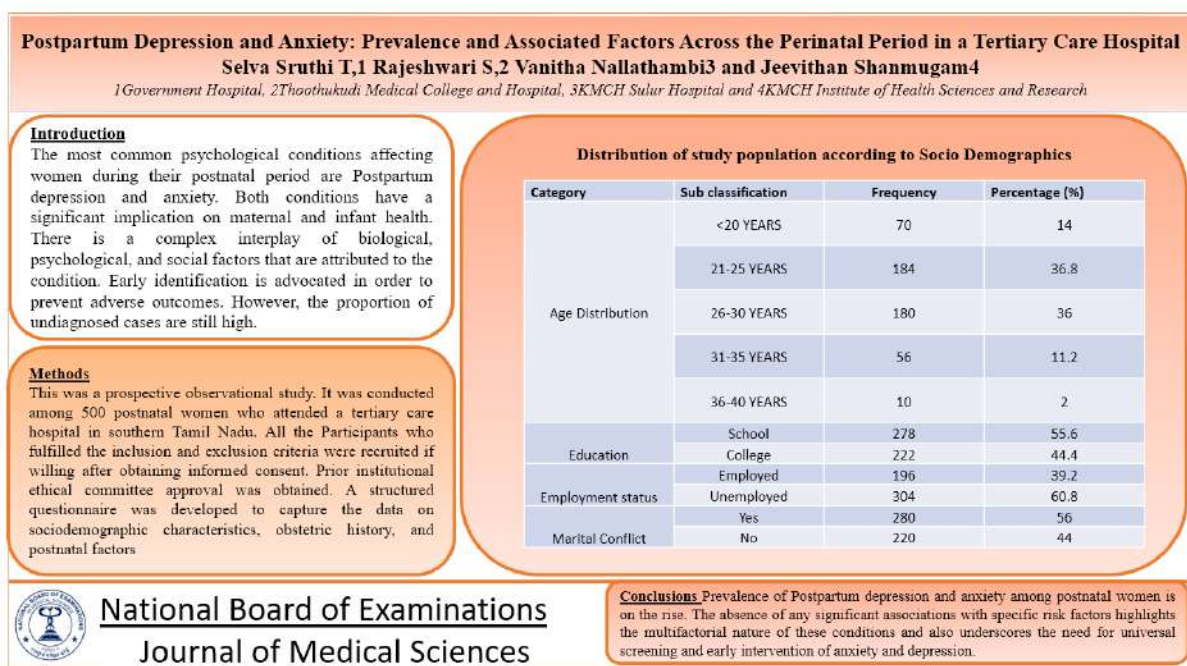 Postpartum Depression and Anxiety: Prevalence and Associated Factors Across the Perinatal Period in a Tertiary Care Hospital
Selva Sruthi T,1 Rajeshwari S,2 Vanitha Nallathambi3 and Jeevithan Shanmugam4
1Government Hospital, 2Thoothukudi Medical College and Hospital, 3KMCH Sulur Hospital and 4KMCH Institute of Health Sciences and Research
Introduction
The most common psychological conditions affecting
women during their postnatal period are Postpartum
depression and anxiety. Both conditions have a
significant implication on maternal and infant health.
There is a complex interplay of biological,
psychological, and social factors that are attributed to the
condition. Early identification is advocated in order to
prevent adverse outcomes. However, the proportion of
undiagnosed cases are still high.
Methods
This was a prospective observational study. It was conducted
among 500 postnatal women who attended a tertiary care
hospital in southern Tamil Nadu. All the Participants who
fulfilled the inclusion and exclusion criteria were recruited if
willing after obtaining informed consent. Prior institutional
ethical committee approval was obtained. A structured
questionnaire was developed to capture the data on
sociodemographic characteristics, obstetric history, and
postnatal factors
Distribution of study population according to Socio Demographics
Category Sub classification Frequency Percentage (%)
<20 YEARS 70 14
21-25 YEARS 184 36.8
Age Distribution 26-30 YEARS 180 36
31-35 YEARS 56 11.2
36-40 YEARS 10 2
School 278 55.6
Education College 222 44.4
Employed 196 39.2
Employment status Unemployed 304 60.8
Yes 280 56
Marital Conflict No 220 44
National Board of Examinations
Journal of Medical Sciences
Conclusions Prevalence of Postpartum depression and anxiety among postnatal women is
on the rise. The absence of any significant associations with specific risk factors highlights
the multifactorial nature of these conditions and also underscores the need for universal
screening and early intervention of anxiety and depression.